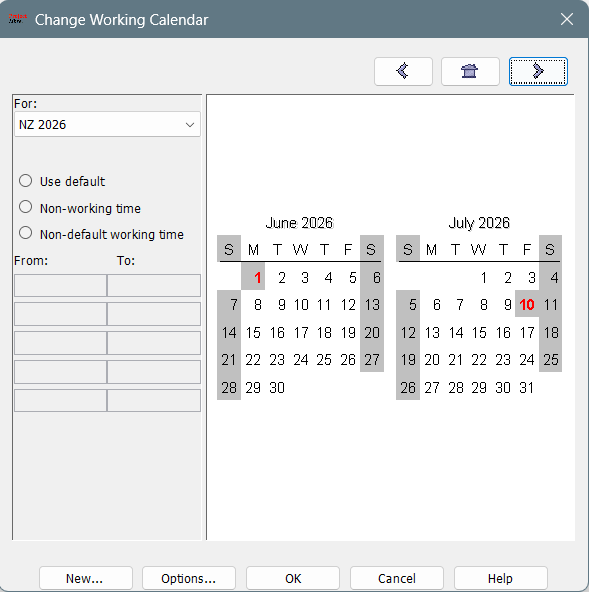 Change Working Calendar
For:
NZ 2026
Use default
Non-working time
Non-default working time
From: To:
June 2026
S M T W T F S
1 2 3 4 5 6
7 8 9 10 11 12 13
14 15 16 17 18 19 20
21 22 23 24 25 26 27
28 29 30
July 2026
S M T W T F S
1 2 3 4
5 6 7 8 9 10 11
12 13 14 15 16 17 18
19 20 21 22 23 24 25
26 27 28 29 30 31
New... Options... OK Cancel Help